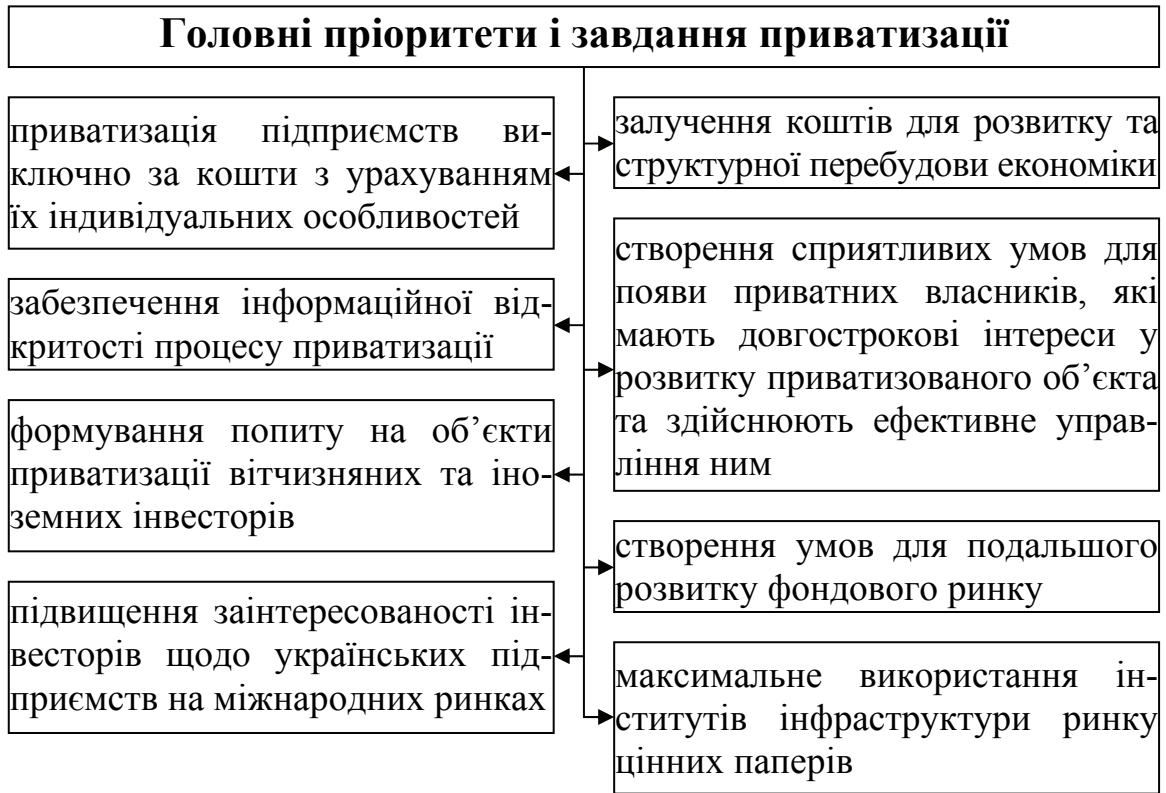 Головні пріоритети і завдання приватизації
приватизація підприємств ви-
ключно за кошти з урахуванням
їх індивідуальних особливостей
забезпечення інформаційної від-
критості процесу приватизації
формування попиту на об’єкти
приватизації вітчизняних та іно-
земних інвесторів
підвищення заінтересованості ін-
весторів щодо українських під-
приємств на міжнародних ринках
залучення коштів для розвитку та
структурної перебудови економіки
створення сприятливих умов для
появи приватних власників, які
мають довгострокові інтереси у
розвитку приватизованого об’єкта
та здійснюють ефективне управ-
ління ним
створення умов для подальшого
розвитку фондового ринку
максимальне використання ін-
ститутів інфраструктури ринку
цінних паперів